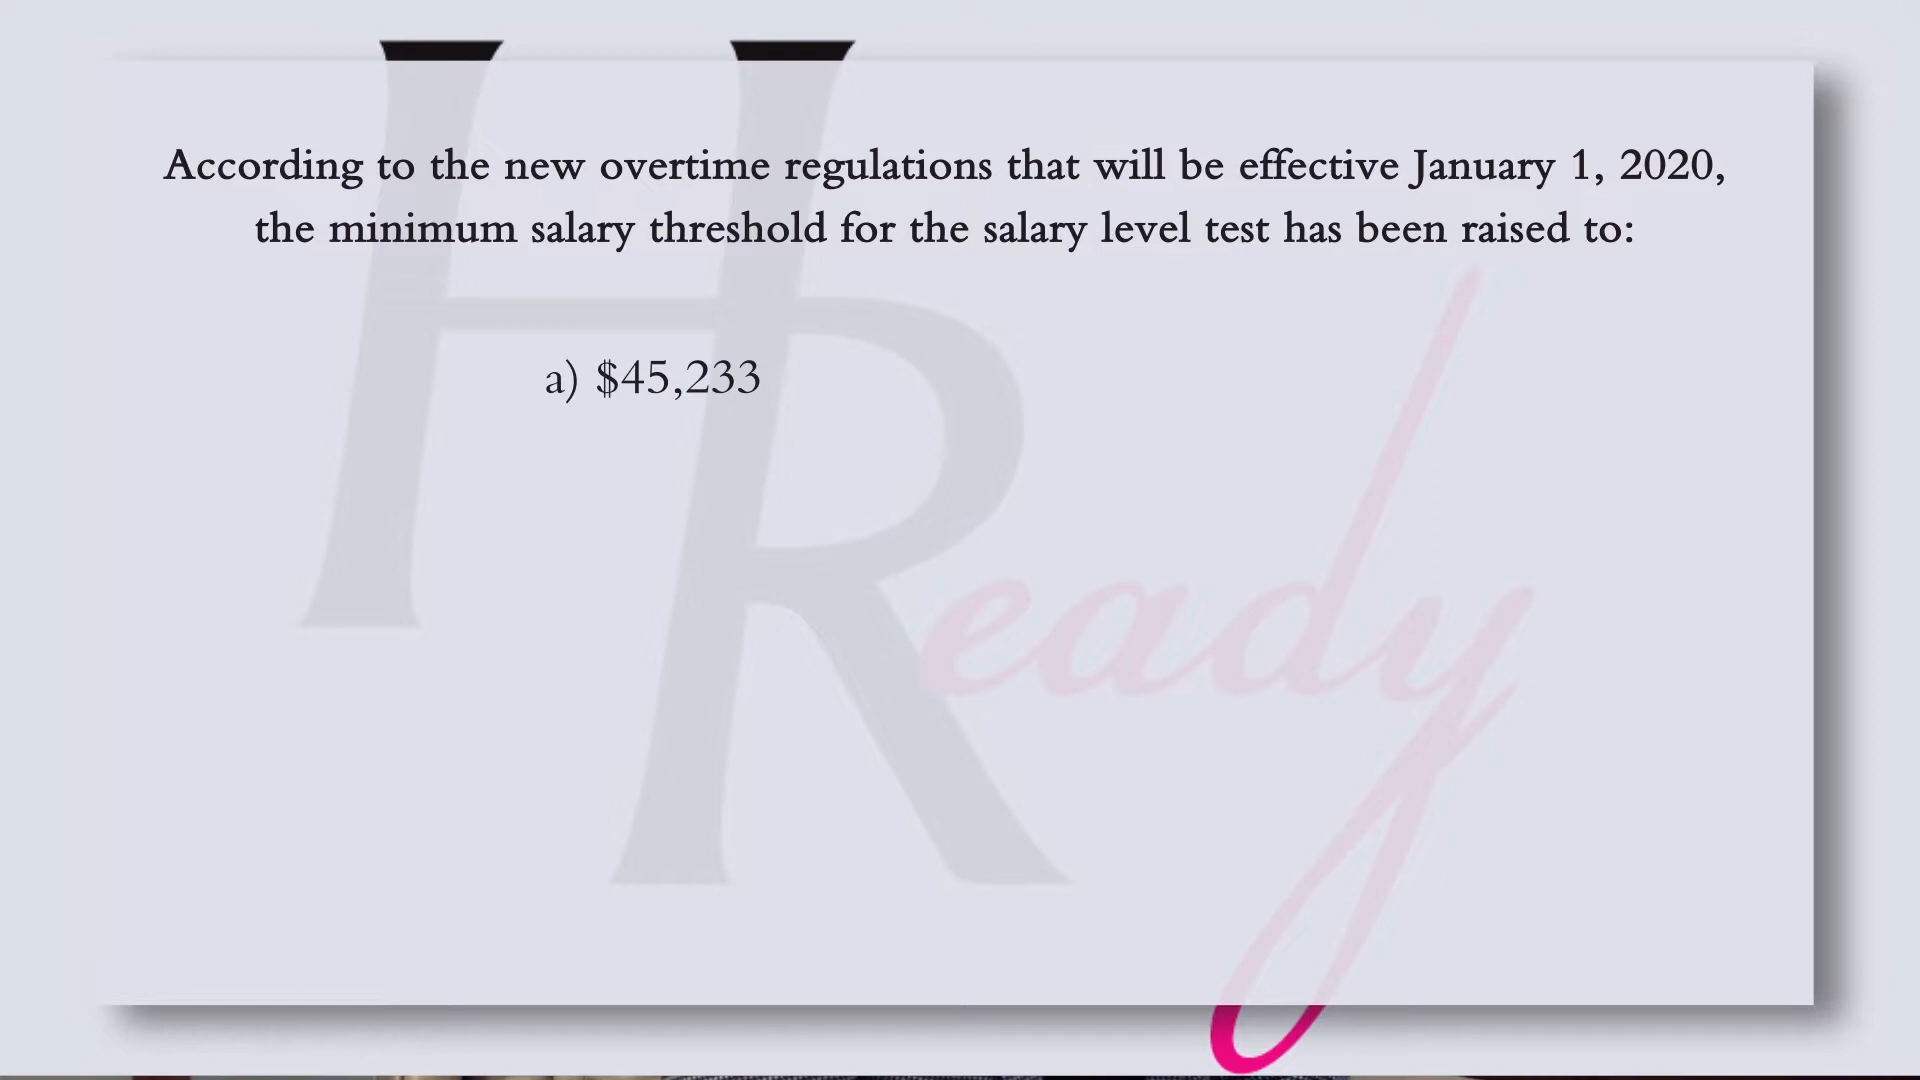 According to the new overtime regulations that will be effective January 1, 2020,
the minimum salary threshold for the salary level test has been raised to:
a) $45,233
HReady